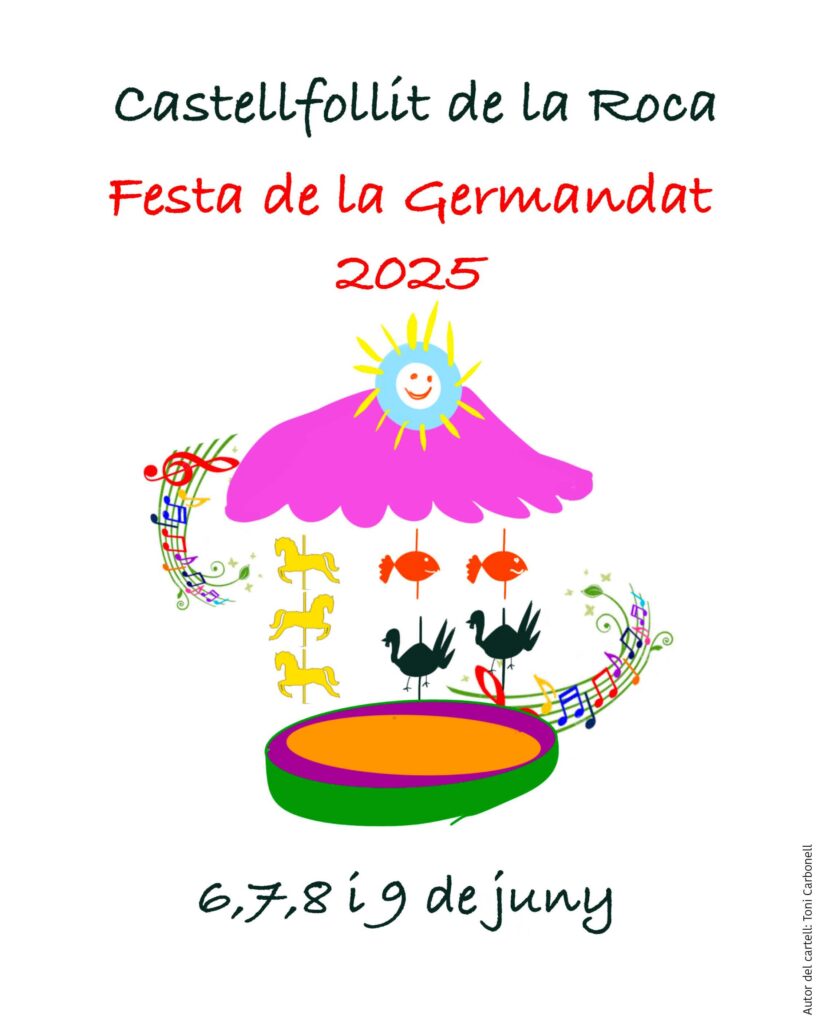 Castellfollit de la Roca
Festa de la Germandat
2025
6,7,8 i 9 de juny
Autor del cartell: Toni Carbonell